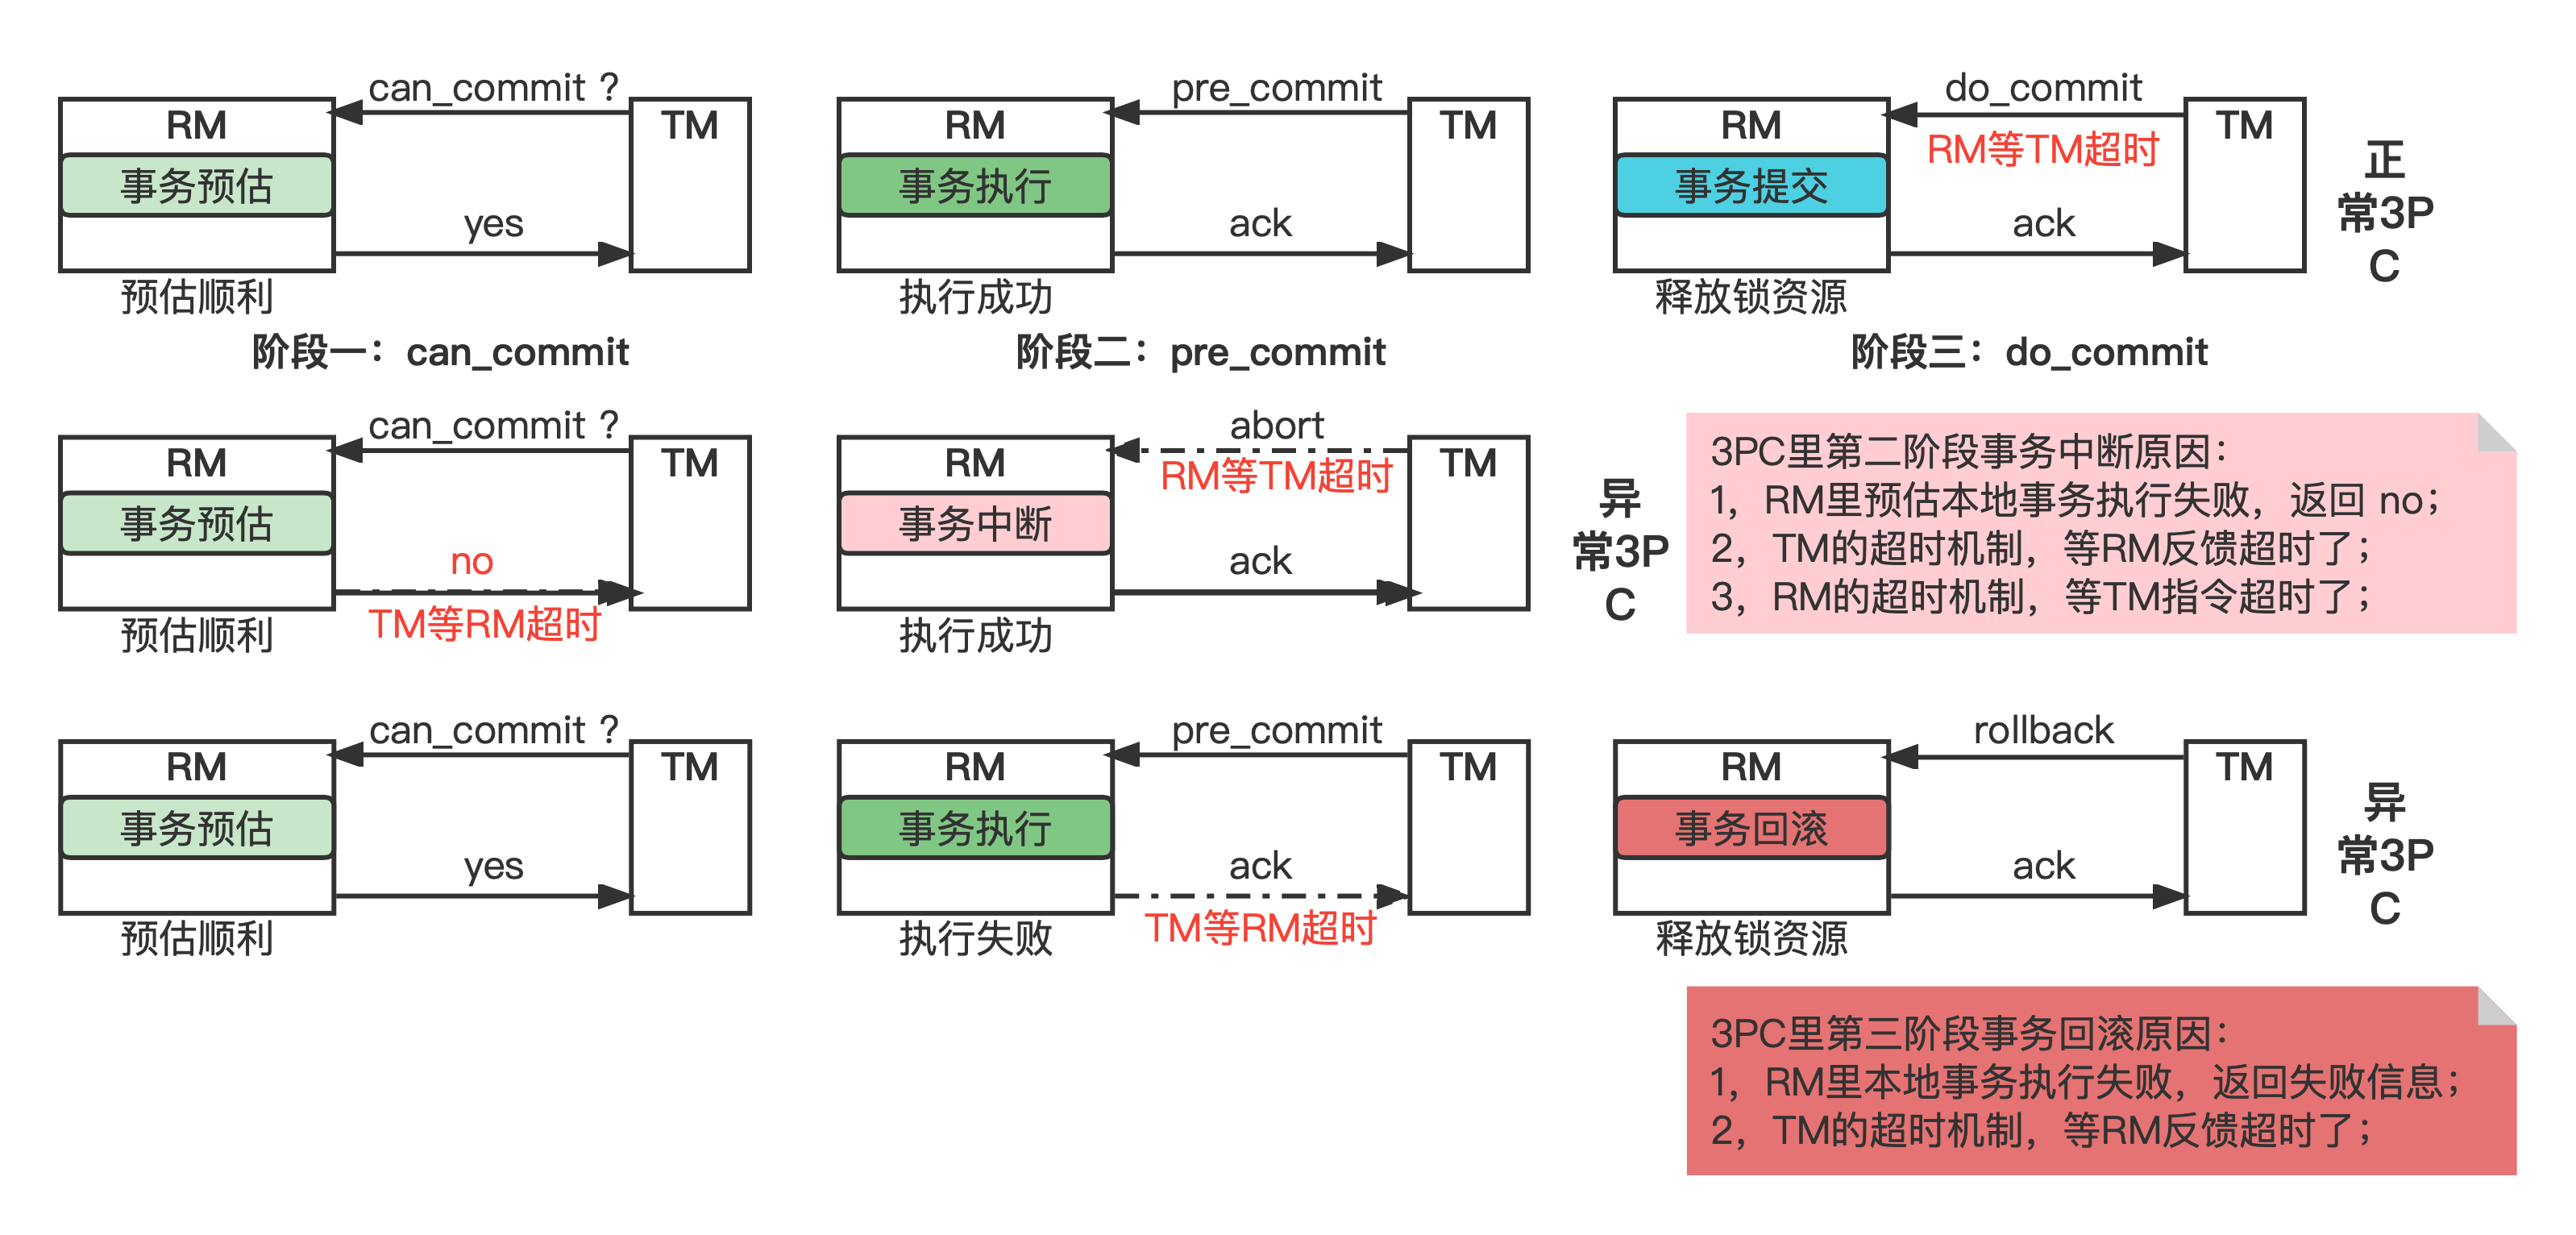 can_commit ?
RM
TM
事务预估
yes
预估顺利
pre_commit
RM
TM
事务执行
ack
执行成功
do_commit
RM
RM等TM超时
TM
事务提交
ack
释放锁资源
正
常3P
C
阶段一：can_commit
阶段二：pre_commit
阶段三：do_commit
can_commit ?
RM
TM
事务预估
no
TM等RM超时
预估顺利
abort
RM
RM等TM超时
TM
事务中断
ack
执行成功
异
常3P
C
3PC里第二阶段事务中断原因：
1，RM里预估本地事务执行失败，返回 no；
2，TM的超时机制，等RM反馈超时了；
3，RM的超时机制，等TM指令超时了；
can_commit ?
RM
TM
事务预估
yes
预估顺利
pre_commit
RM
TM
事务执行
ack
TM等RM超时
执行失败
rollback
RM
TM
事务回滚
ack
释放锁资源
异
常3P
C
3PC里第三阶段事务回滚原因：
1，RM里本地事务执行失败，返回失败信息；
2，TM的超时机制，等RM反馈超时了；